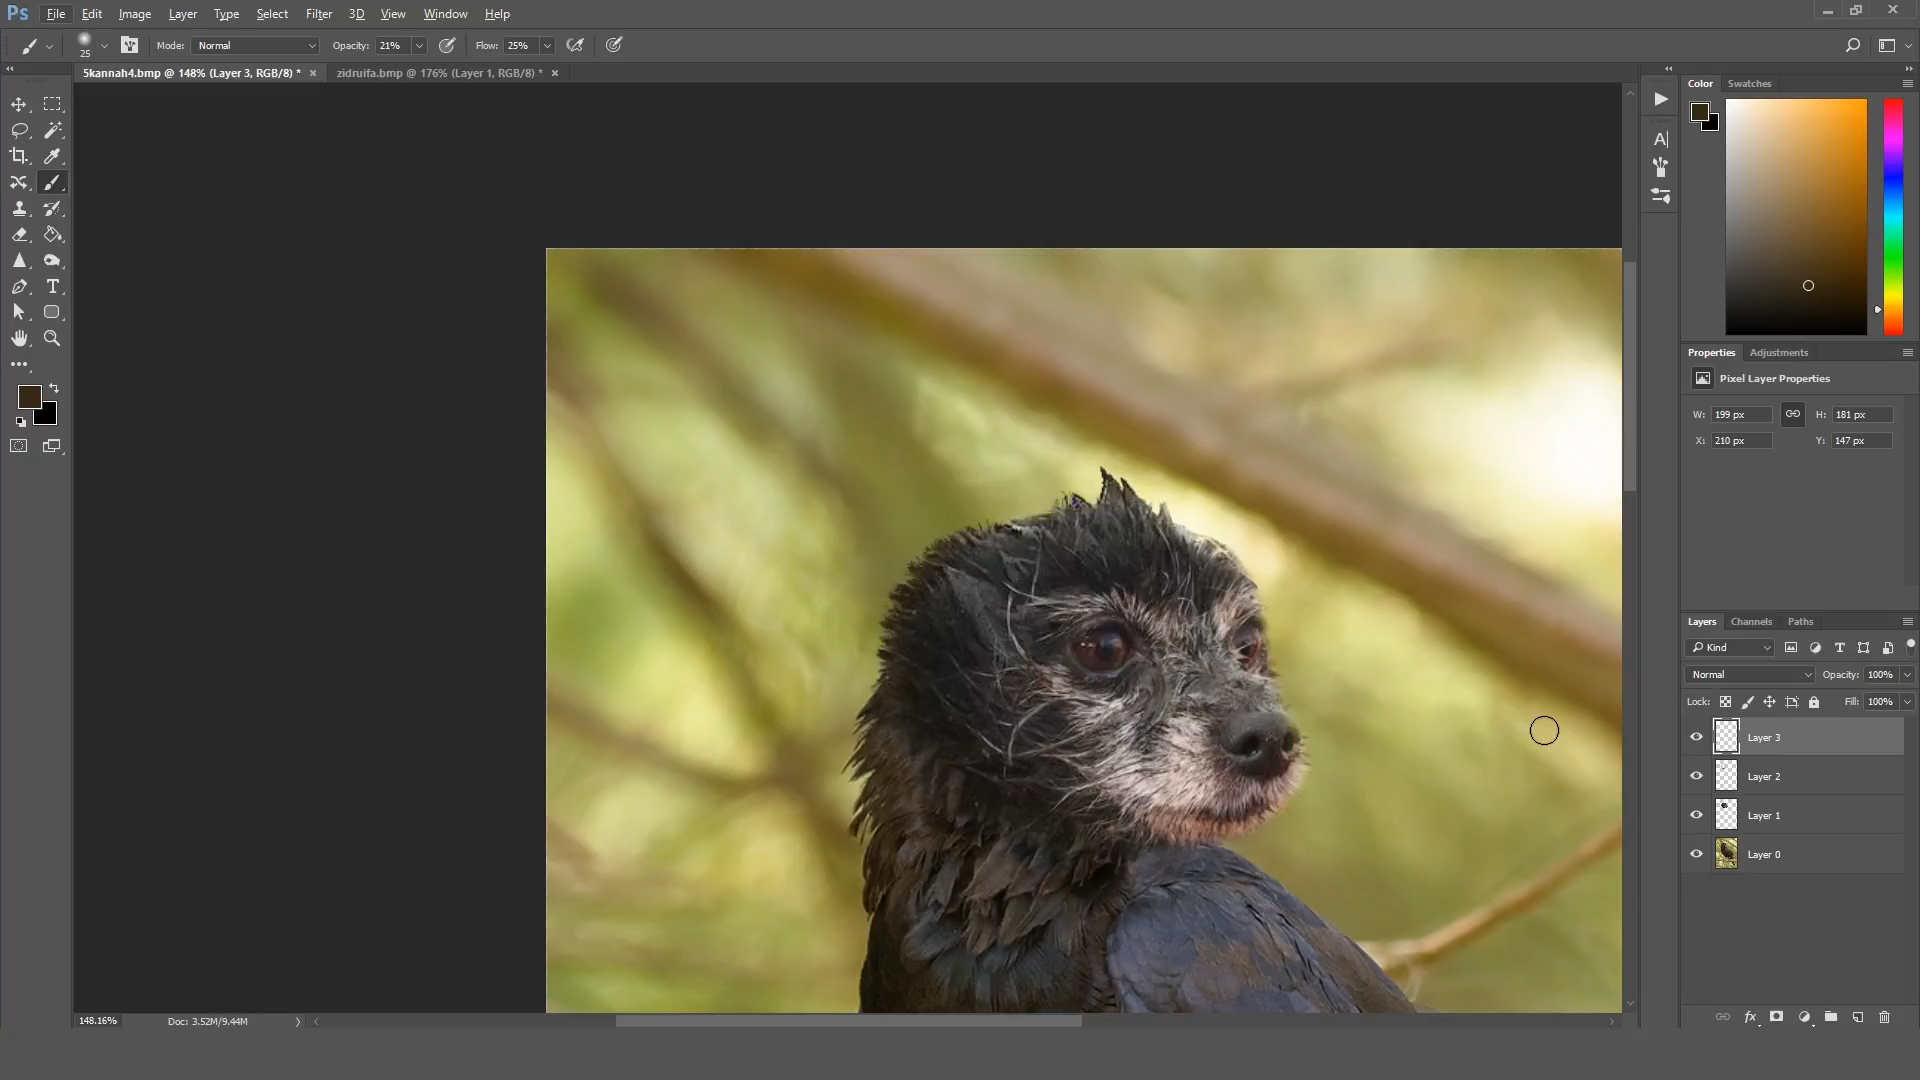 Ps File Edit Image Layer Type Select Filter 3D View Window Help
25 Mode: Normal Opacity: 21% Flow: 25%
5kannah4.bmp @ 148% (Layer 3, RGB/8) * zidruifa.bmp @ 176% (Layer 1, RGB/8) *
Color Swatches
Properties Adjustments
Pixel Layer Properties
W: 199 px H: 181 px
X: 210 px Y: 147 px
Layers Channels Paths
Kind
Normal Opacity: 100%
Lock: Fill: 100%
Layer 3
Layer 2
Layer 1
Layer 0
148.16% Doc: 3.52M/9.44M